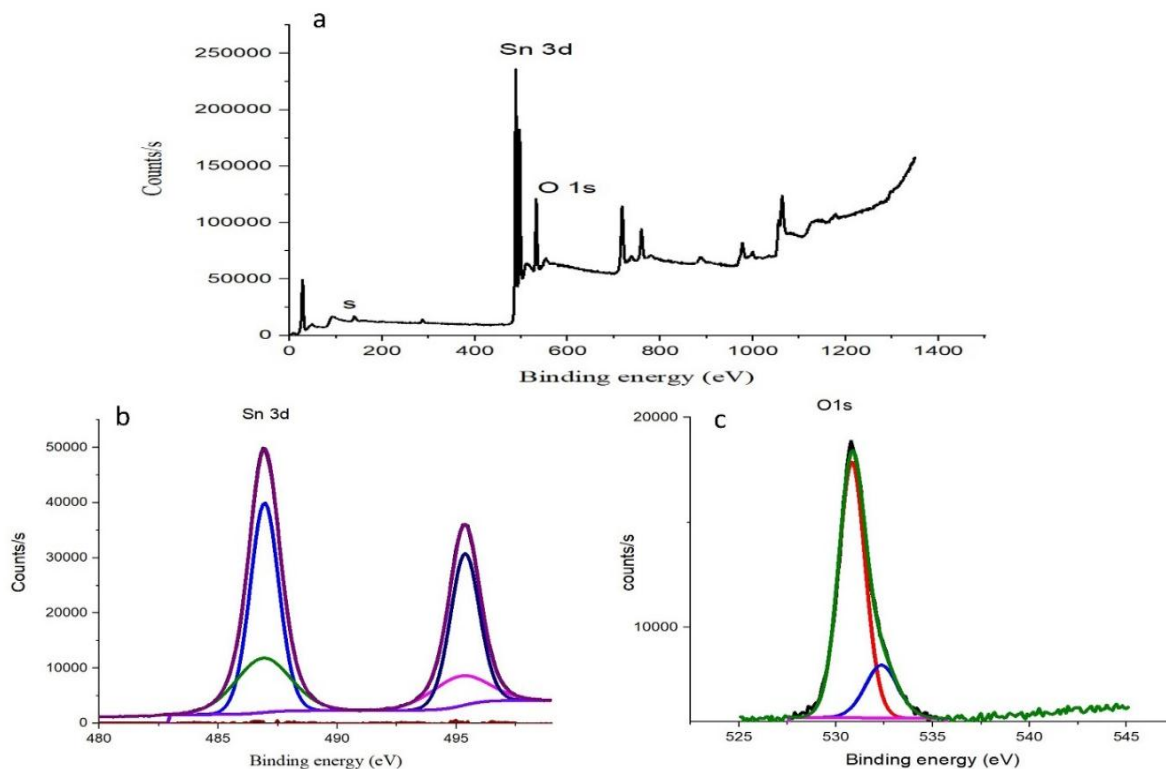 a
Sn 3d
250000
200000
150000
100000
50000
0
Counts/s
O 1s
s
0 200 400 600 800 1000 1200 1400
Binding energy (eV)
b
Sn 3d
50000
40000
30000
20000
10000
0
Counts/s
480 485 490 495
Binding energy (eV)
c
O1s
20000
10000
counts/s
525 530 535 540 545
Binding energy (eV)